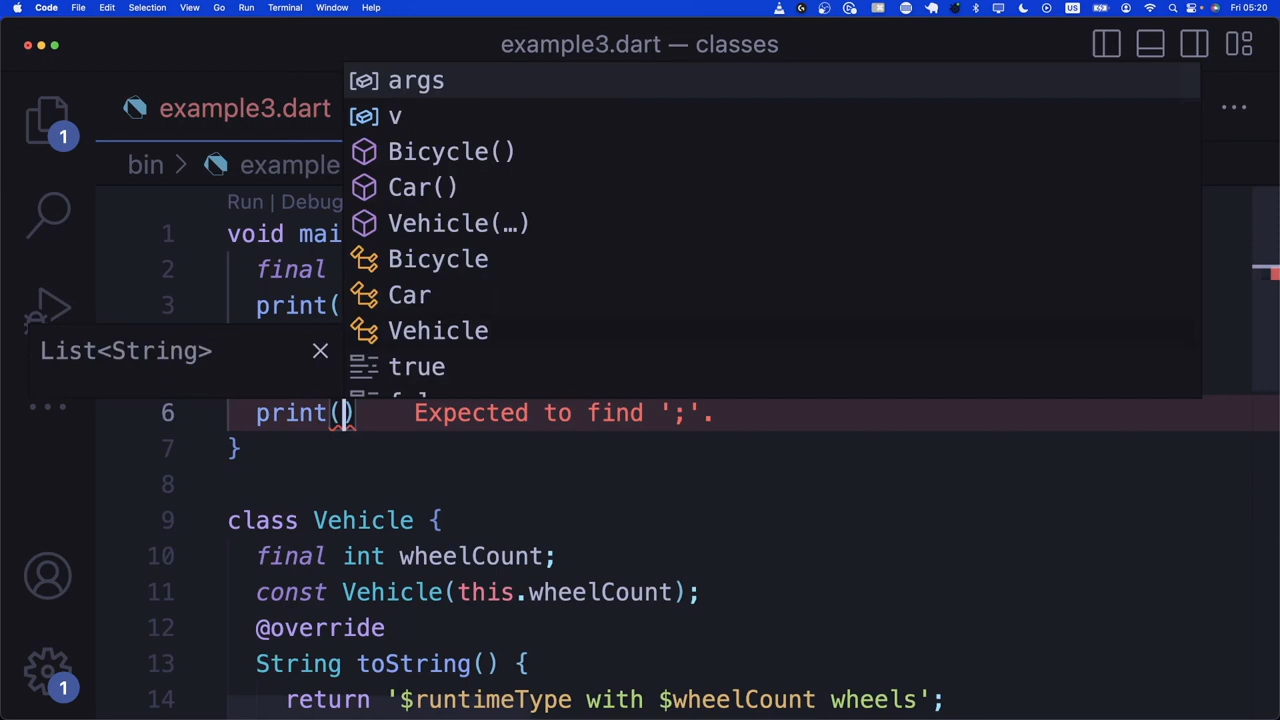 Code File Edit Selection View Go Run Terminal Window Help US Fri 05:20
example3.dart — classes
example3.dart
1
bin > example
Run | Debug
args
v
Bicycle()
Car()
Vehicle(…)
Bicycle
Car
Vehicle
true
List<String>
1 void mai
2 final
3 print(
6 print() Expected to find ';'.
7 }
8
9 class Vehicle {
10 final int wheelCount;
11 const Vehicle(this.wheelCount);
12 @override
13 String toString() {
14 return '$runtimeType with $wheelCount wheels';
1